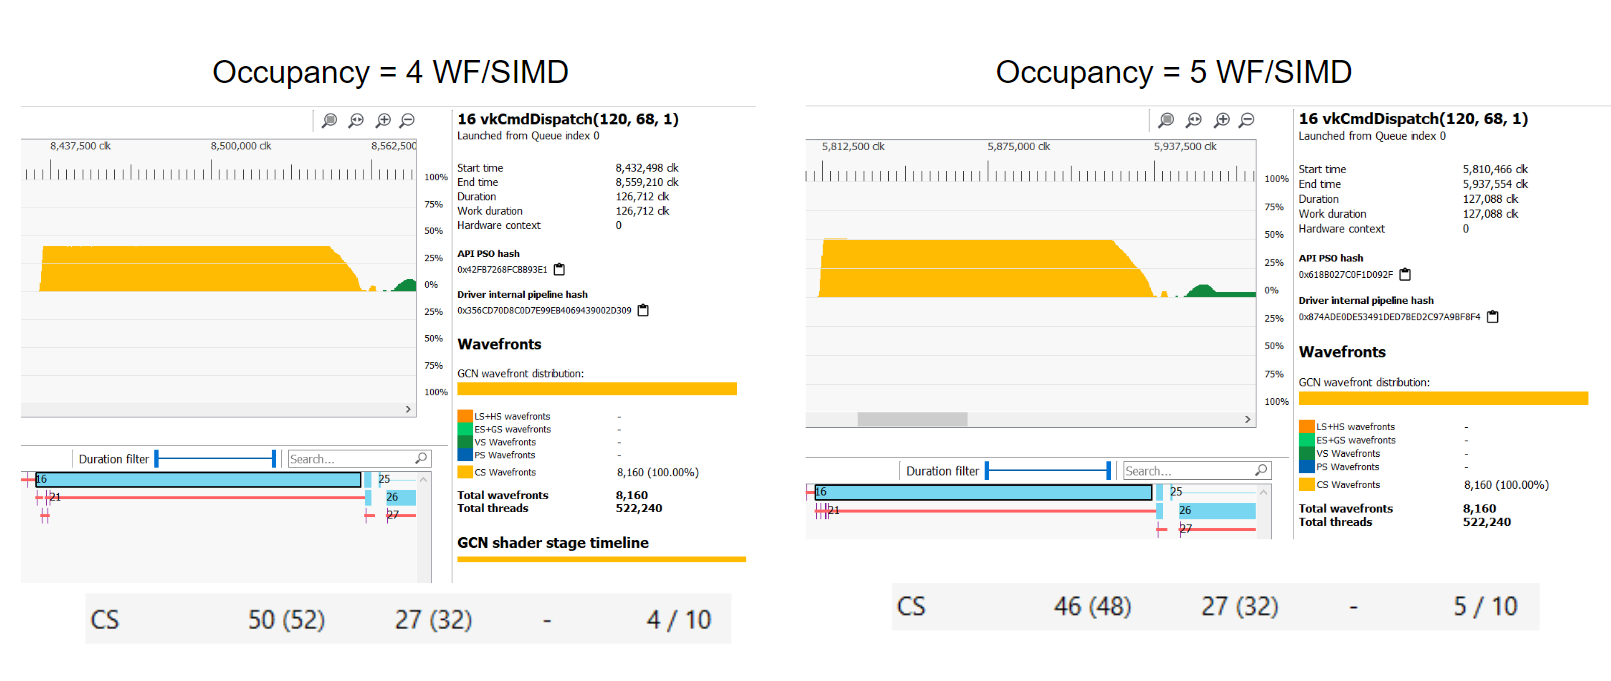 Occupancy = 4 WF/SIMD
8,437,500 clk
8,500,000 clk
8,562,500
100%
75%
50%
25%
0%
25%
50%
75%
100%
Duration filter
Search...
16
25
21
26
27
16 vkCmdDispatch(120, 68, 1)
Launched from Queue index 0
Start time 8,432,498 clk
End time 8,559,210 clk
Duration 126,712 clk
Work duration 126,712 clk
Hardware context 0
API PSO hash
0x42FB7268FCBB93E1
Driver internal pipeline hash
0x356CD70D8C0D7E99EB4069439002D309
Wavefronts
GCN wavefront distribution:
LS+HS wavefronts -
ES+GS wavefronts -
VS Wavefronts -
PS Wavefronts -
CS Wavefronts 8,160 (100.00%)
Total wavefronts 8,160
Total threads 522,240
GCN shader stage timeline
CS 50 (52) 27 (32) - 4 / 10
Occupancy = 5 WF/SIMD
5,812,500 clk
5,875,000 clk
5,937,500 clk
100%
75%
50%
25%
0%
25%
50%
75%
100%
Duration filter
Search...
16
25
21
26
27
16 vkCmdDispatch(120, 68, 1)
Launched from Queue index 0
Start time 5,810,466 clk
End time 5,937,554 clk
Duration 127,088 clk
Work duration 127,088 clk
Hardware context 0
API PSO hash
0x618B027C0F1D092F
Driver internal pipeline hash
0x874ADE0DE53491DED7BED2C97A9BF8F4
Wavefronts
GCN wavefront distribution:
LS+HS wavefronts -
ES+GS wavefronts -
VS Wavefronts -
PS Wavefronts -
CS Wavefronts 8,160 (100.00%)
Total wavefronts 8,160
Total threads 522,240
CS 46 (48) 27 (32) - 5 / 10